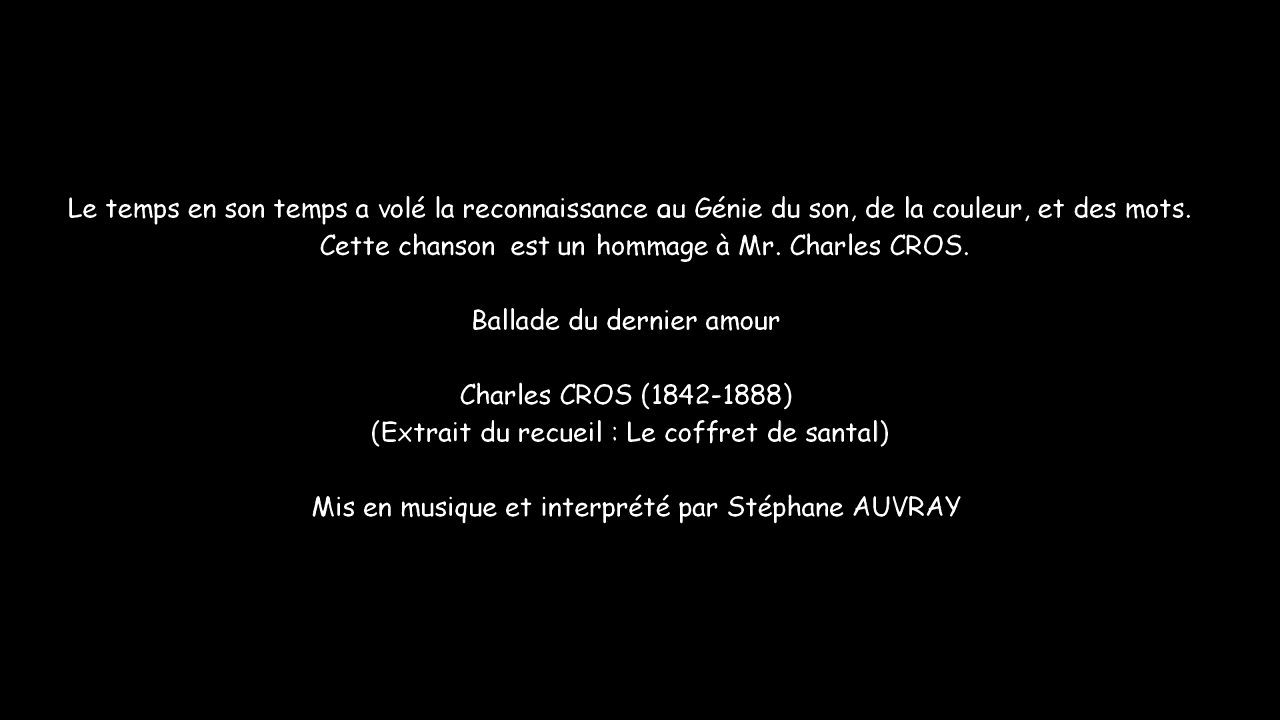 Le temps en son temps a volé la reconnaissance au Génie du son, de la couleur, et des mots.
Cette chanson  est un hommage à Mr. Charles CROS.
Ballade du dernier amour
Charles CROS (1842-1888)
(Extrait du recueil : Le coffret de santal)
Mis en musique et interprété par Stéphane AUVRAY